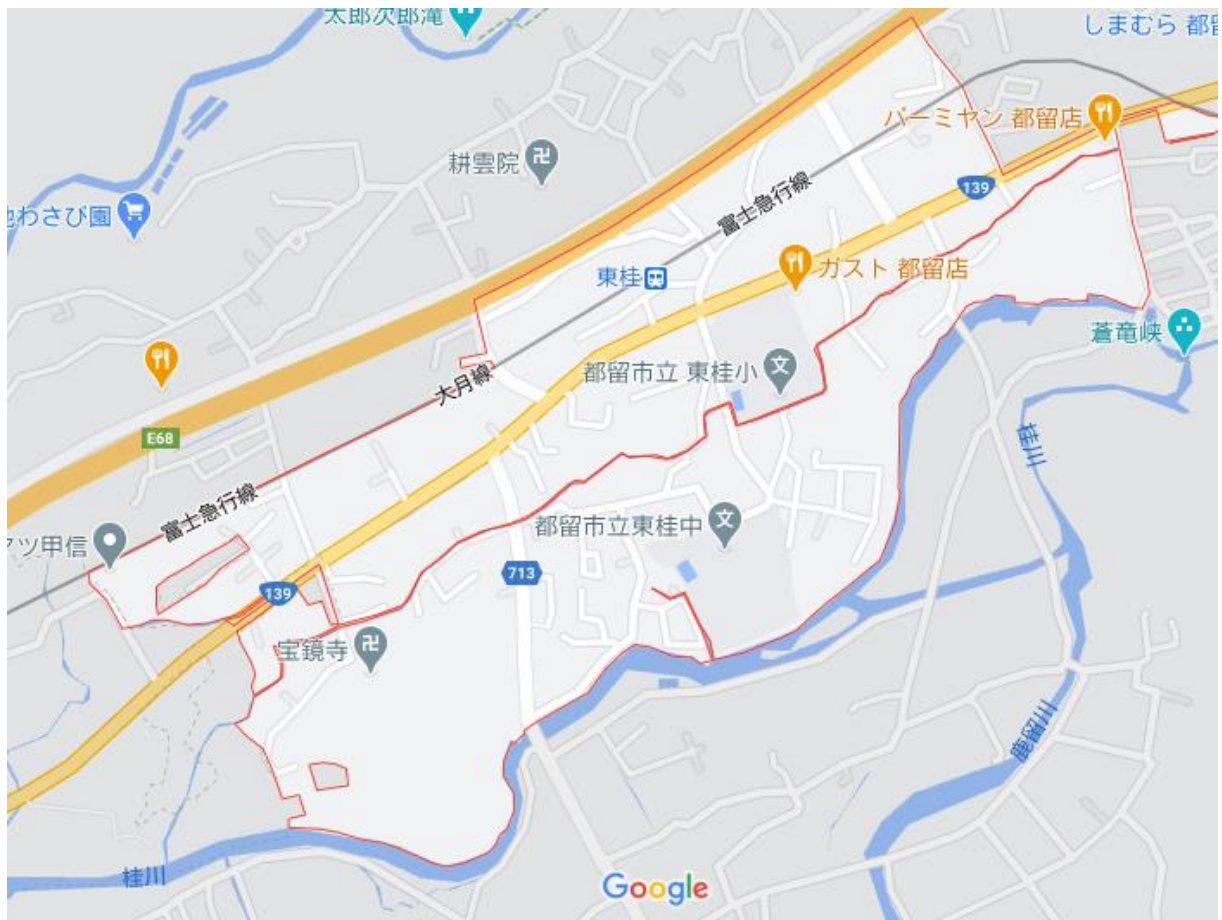 太郎次郎滝
しまむら 都留
バーミヤン 都留店
耕雲院
139
富士急行線
地わさび園
東桂
ガスト 都留店
蒼竜峡
都留市立 東桂小
大月線
E68
桂川
富士急行線
都留市立東桂中
マツ甲信
713
139
宝鏡寺
鹿留川
桂川
Google